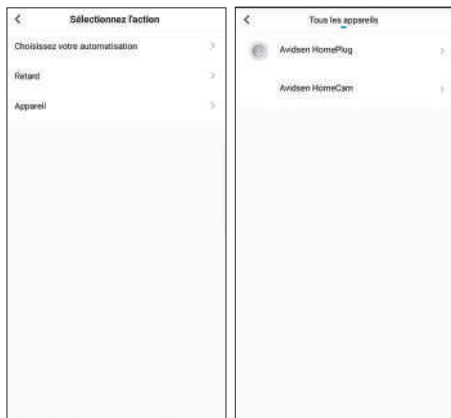 Sélectionnez l'action
Choisissez votre automatisation
Retard
Appareil
Tous les appareils
Avidsen HomePlug
Avidsen HomeCam